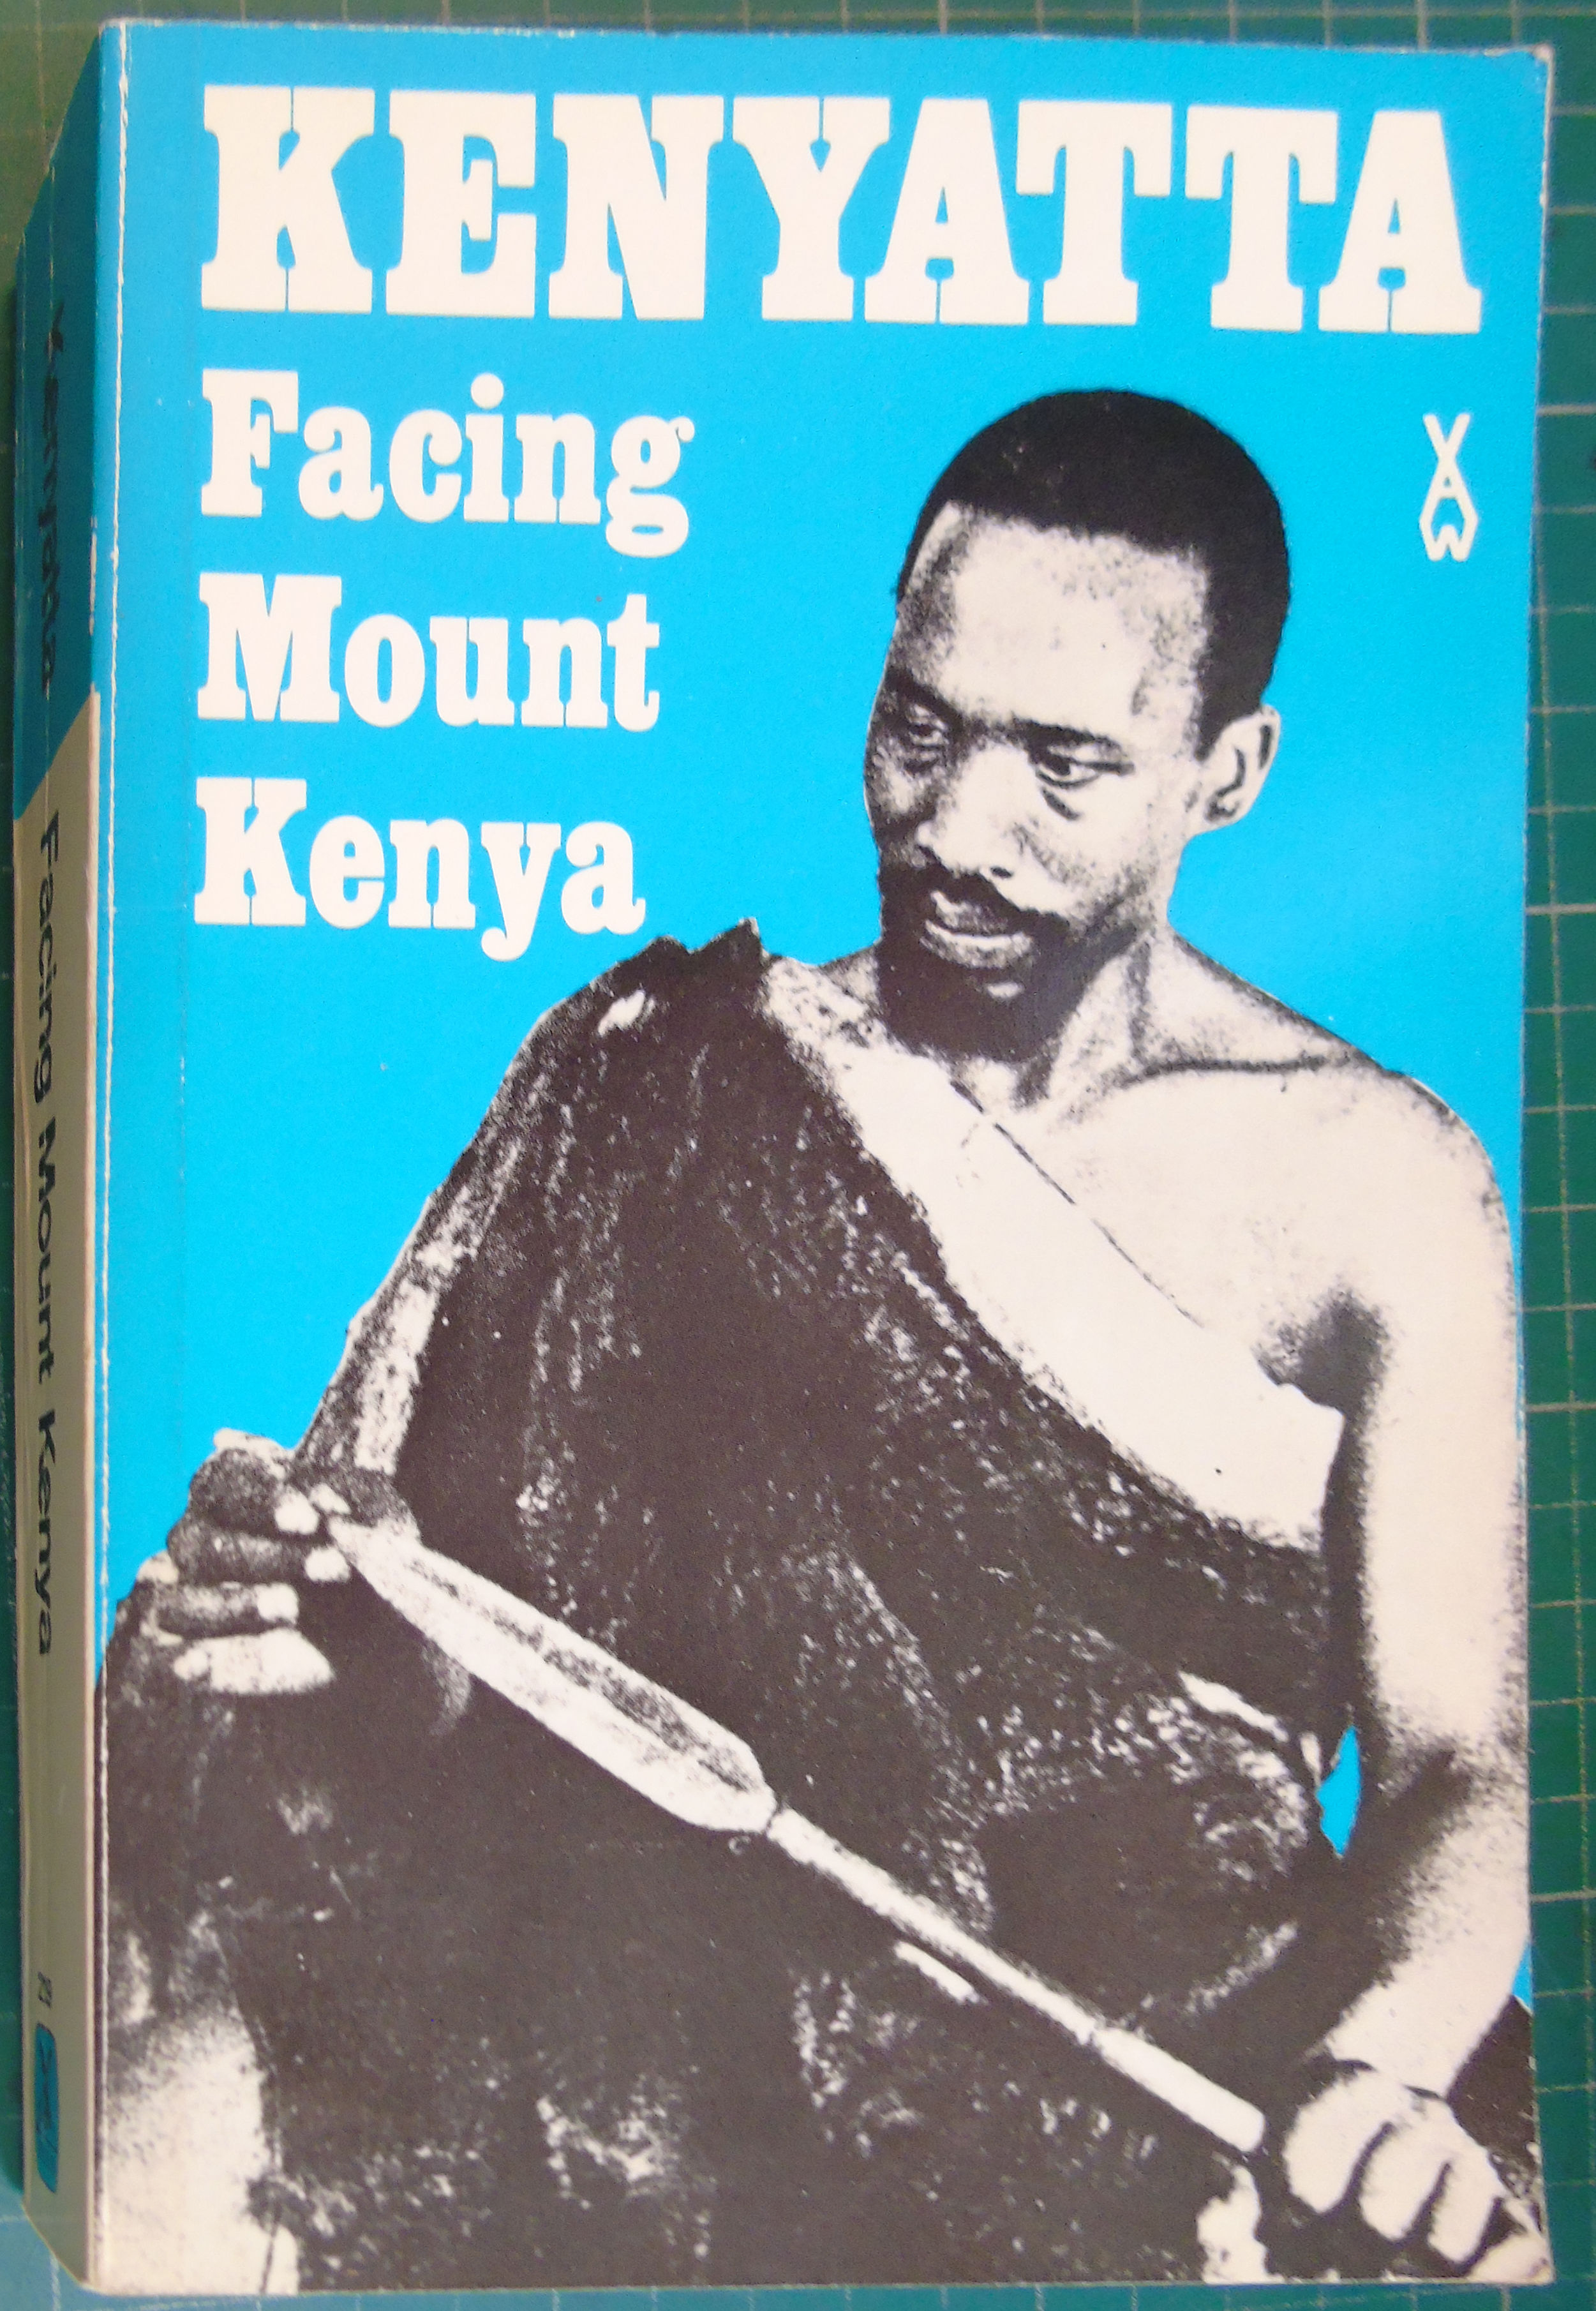 KENYATTA
Facing
Mount
Kenya
Kenyatta
Facing Mount Kenya